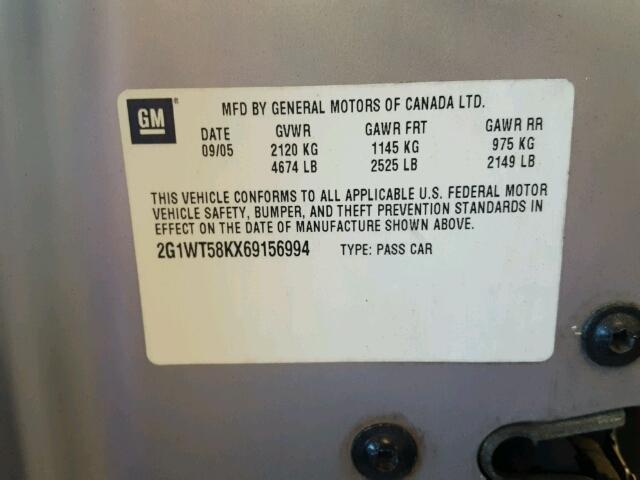 GM
MFD BY GENERAL MOTORS OF CANADA LTD.
DATE GVWR GAWR FRT GAWR RR
09/05 2120 KG 1145 KG 975 KG
4674 LB 2525 LB 2149 LB
THIS VEHICLE CONFORMS TO ALL APPLICABLE U.S. FEDERAL MOTOR
VEHICLE SAFETY, BUMPER, AND THEFT PREVENTION STANDARDS IN
EFFECT ON THE DATE OF MANUFACTURE SHOWN ABOVE.
2G1WT58KX69156994 TYPE: PASS CAR